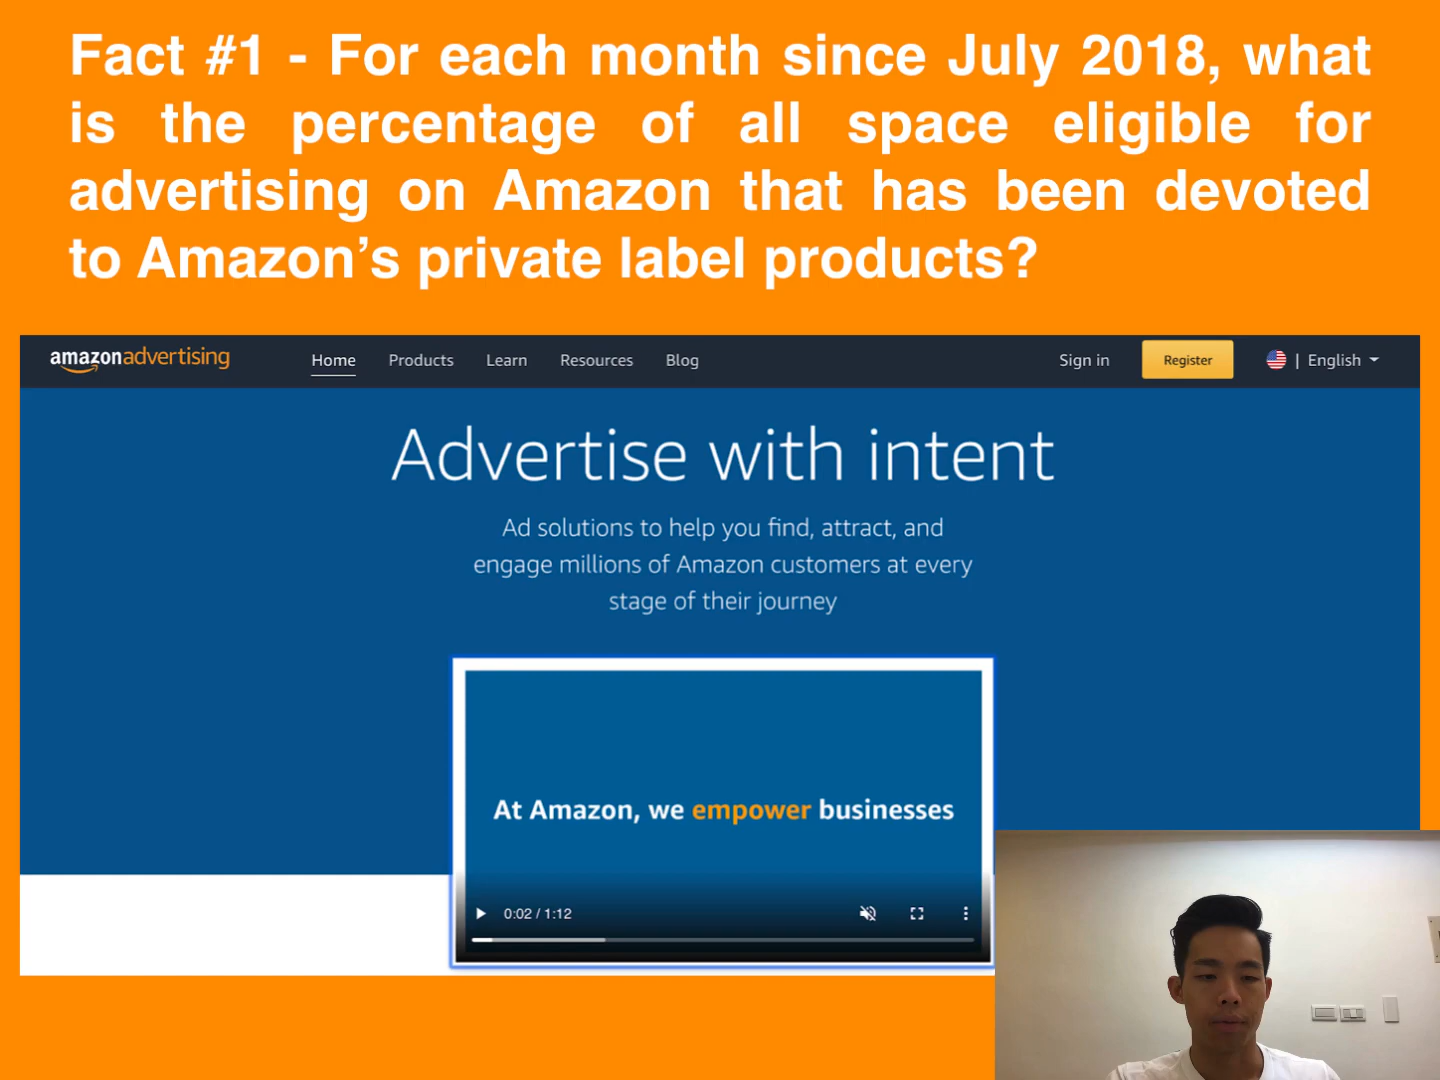 Fact #1 - For each month since July 2018, what
is the percentage of all space eligible for
advertising on Amazon that has been devoted
to Amazon’s private label products?
amazonadvertising Home Products Learn Resources Blog Sign in Register | English
Advertise with intent
Ad solutions to help you find, attract, and
engage millions of Amazon customers at every
stage of their journey
At Amazon, we empower businesses
0:02 / 1:12